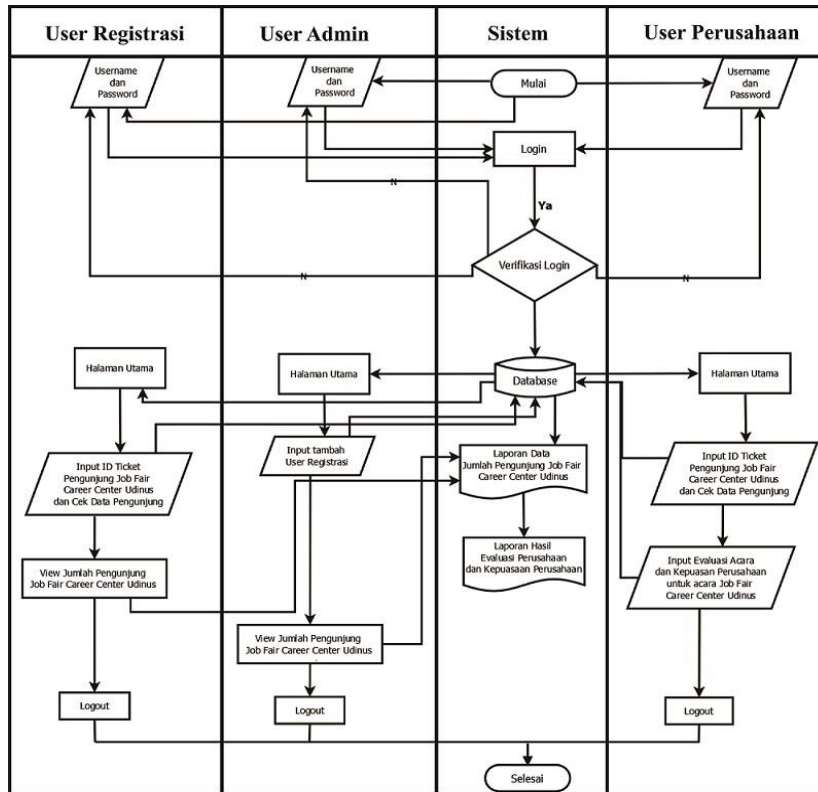 User Registrasi
User Admin
Sistem
User Perusahaan
Username
dan
Password
Username
dan
Password
Mulai
Username
dan
Password
Login
Ya
N
N
N
Verifikasi Login
Halaman Utama
Halaman Utama
Database
Halaman Utama
Input ID Ticket
Pengunjung Job Fair
Career Center Udinus
dan Cek Data Pengunjung
Input tambah
User Registrasi
Laporan Data
Jumlah Pengunjung Job Fair
Career Center Udinus
Input ID Ticket
Pengunjung Job Fair
Career Center Udinus
dan Cek Data Pengunjung
View Jumlah Pengunjung
Job Fair Career Center Udinus
Laporan Hasil
Evaluasi Perusahaan
dan Kepuasaan Perusahaan
Input Evaluasi Acara
dan Kepuasan Perusahaan
untuk acara Job Fair
Career Center Udinus
View Jumlah Pengunjung
Job Fair Career Center Udinus
Logout
Logout
Logout
Selesai